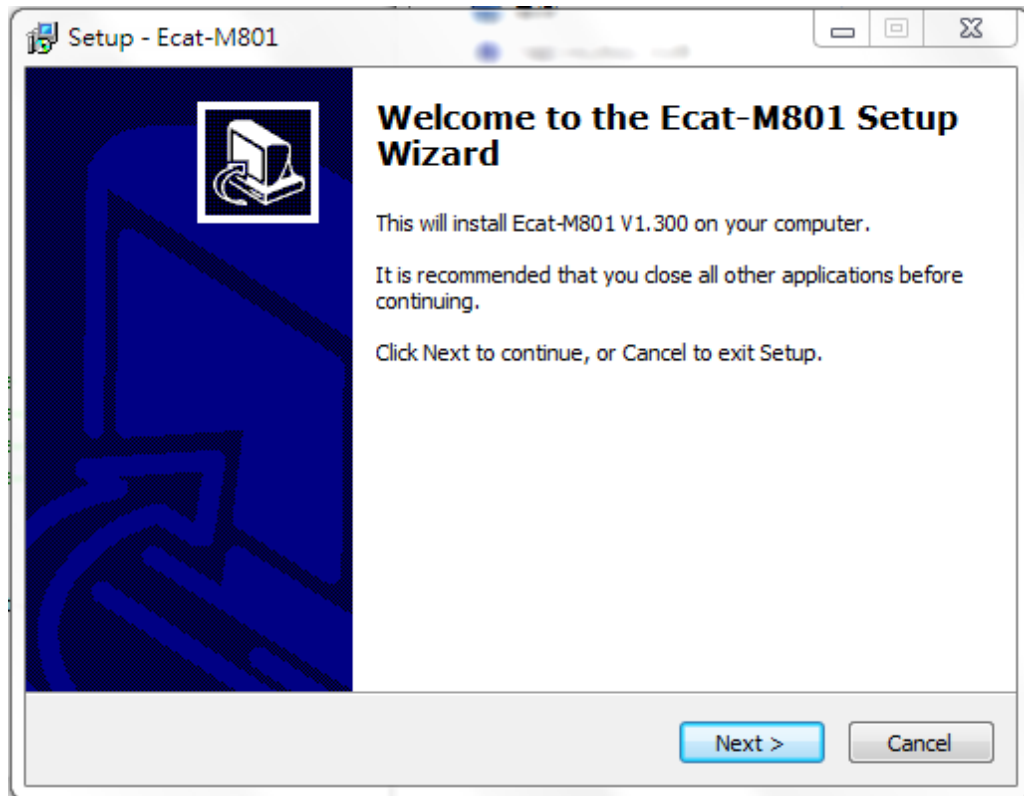 Setup - Ecat-M801
Welcome to the Ecat-M801 Setup
Wizard
This will install Ecat-M801 V1.300 on your computer.
It is recommended that you close all other applications before
continuing.
Click Next to continue, or Cancel to exit Setup.
Next >
Cancel